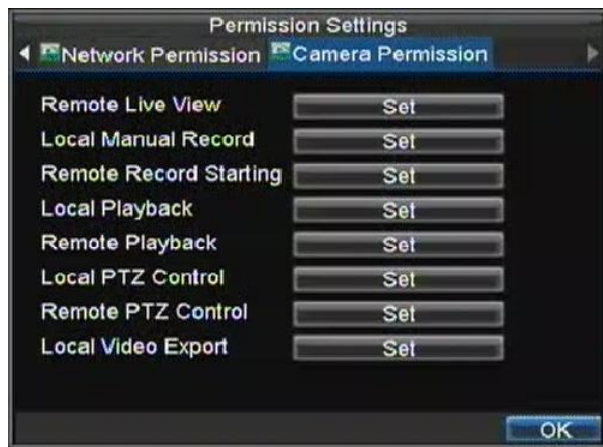 Permission Settings
Network Permission Camera Permission
Remote Live View Set
Local Manual Record Set
Remote Record Starting Set
Local Playback Set
Remote Playback Set
Local PTZ Control Set
Remote PTZ Control Set
Local Video Export Set
OK